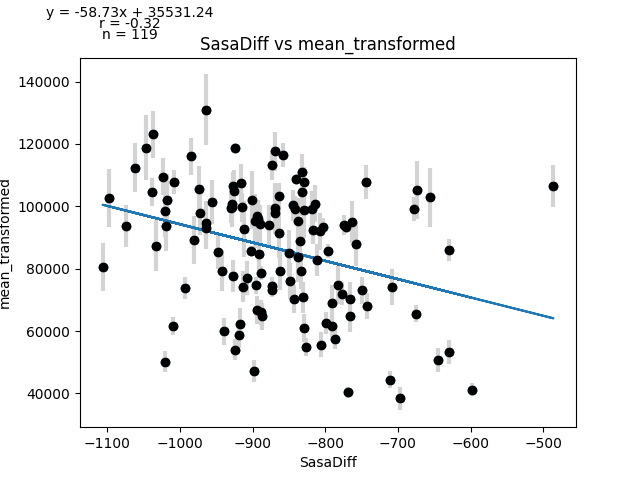 y = -58.73x + 35531.24
r = -0.32
n = 119
SasaDiff vs mean_transformed
140000
120000
100000
80000
60000
40000
mean_transformed
−1100
−1000
−900
−800
−700
−600
−500
SasaDiff